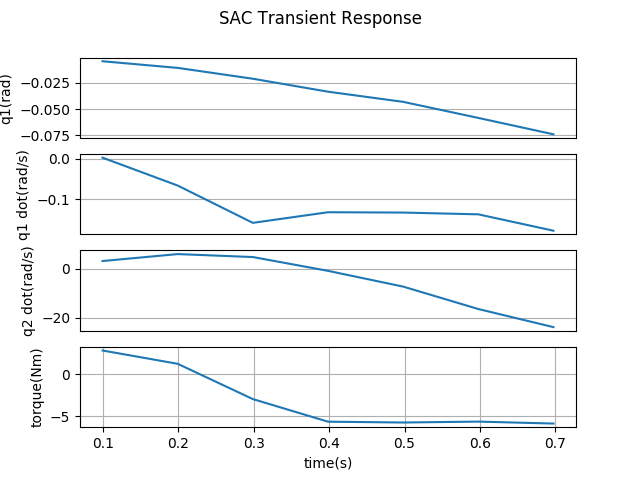 SAC Transient Response
q1(rad)
−0.025
−0.050
−0.075
q1 dot(rad/s)
0.0
−0.1
q2 dot(rad/s)
0
−20
torque(Nm)
0
−5
0.1 0.2 0.3 0.4 0.5 0.6 0.7
time(s)